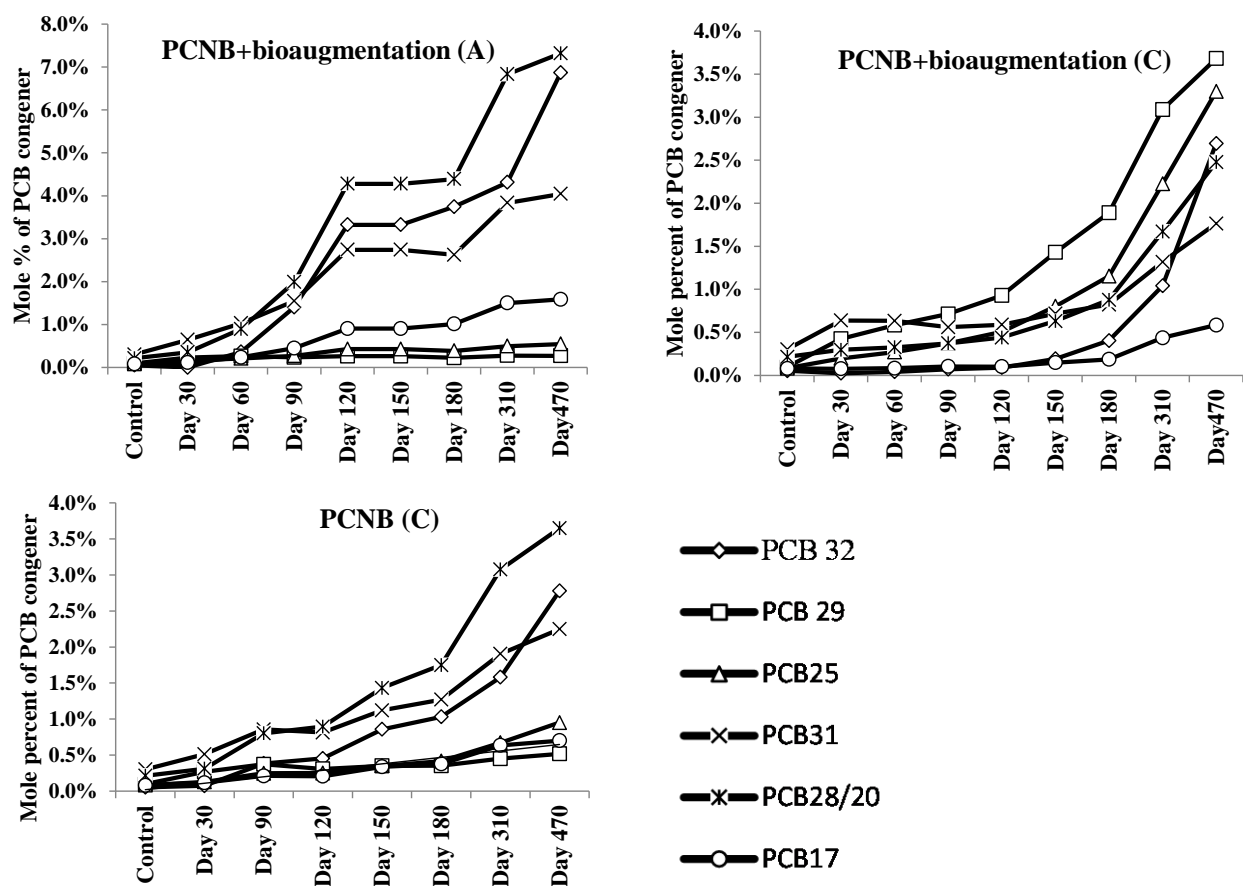 PCNB+bioaugmentation (A)
Mole % of PCB congener
8.0%
7.0%
6.0%
5.0%
4.0%
3.0%
2.0%
1.0%
0.0%
Control
Day 30
Day 60
Day 90
Day 120
Day 150
Day 180
Day 310
Day470
PCNB+bioaugmentation (C)
Mole percent of PCB congener
4.0%
3.5%
3.0%
2.5%
2.0%
1.5%
1.0%
0.5%
0.0%
Control
Day 30
Day 60
Day 90
Day 120
Day 150
Day 180
Day 310
Day470
PCNB (C)
Mole percent of PCB congener
4.0%
3.5%
3.0%
2.5%
2.0%
1.5%
1.0%
0.5%
0.0%
Control
Day 30
Day 90
Day 120
Day 150
Day 180
Day 310
Day 470
PCB 32
PCB 29
PCB25
PCB31
PCB28/20
PCB17